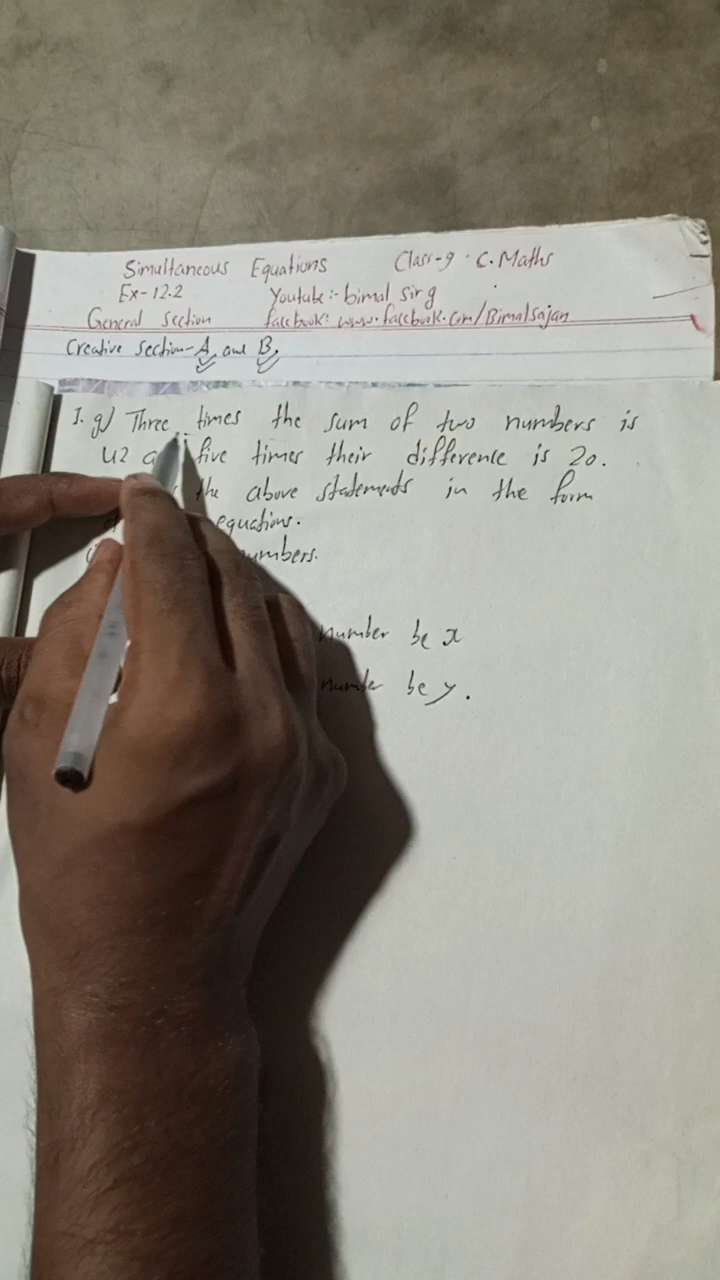 Simultaneous Equations Class-9. C. Maths
Ex-12.2 Youtube:- bimal sir g
General section facebook: www.facebook.com/Bimalsajan
Creative section-A and B.
1. g) Three times the sum of two numbers is
42 five times their difference is 20.
the above statements in the form
equations.
numbers.
number be x
number be y.